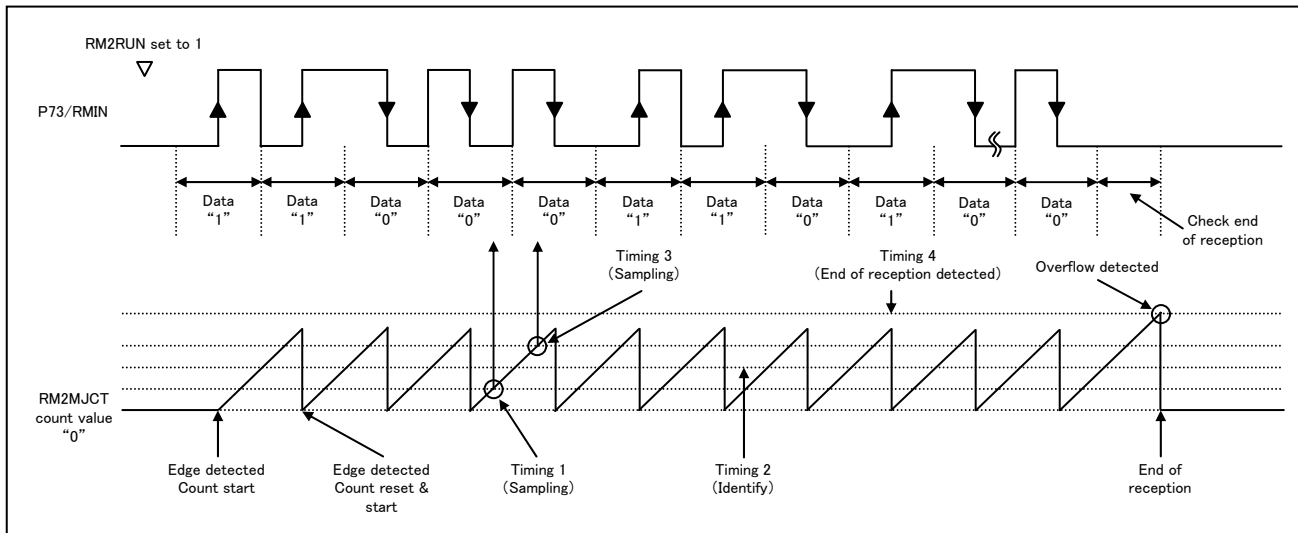 RM2RUN set to 1
P73/RMIN
Data
“1”
Data
“1”
Data
“0”
Data
“0”
Data
“0”
Data
“1”
Data
“1”
Data
“0”
Data
“1”
Data
“0”
Data
“0”
Check end
of reception
Timing 3
(Sampling)
Timing 4
(End of reception detected)
Overflow detected
RM2MJCT
count value
“0”
Edge detected
Count start
Edge detected
Count reset &
start
Timing 1
(Sampling)
Timing 2
(Identify)
End of
reception